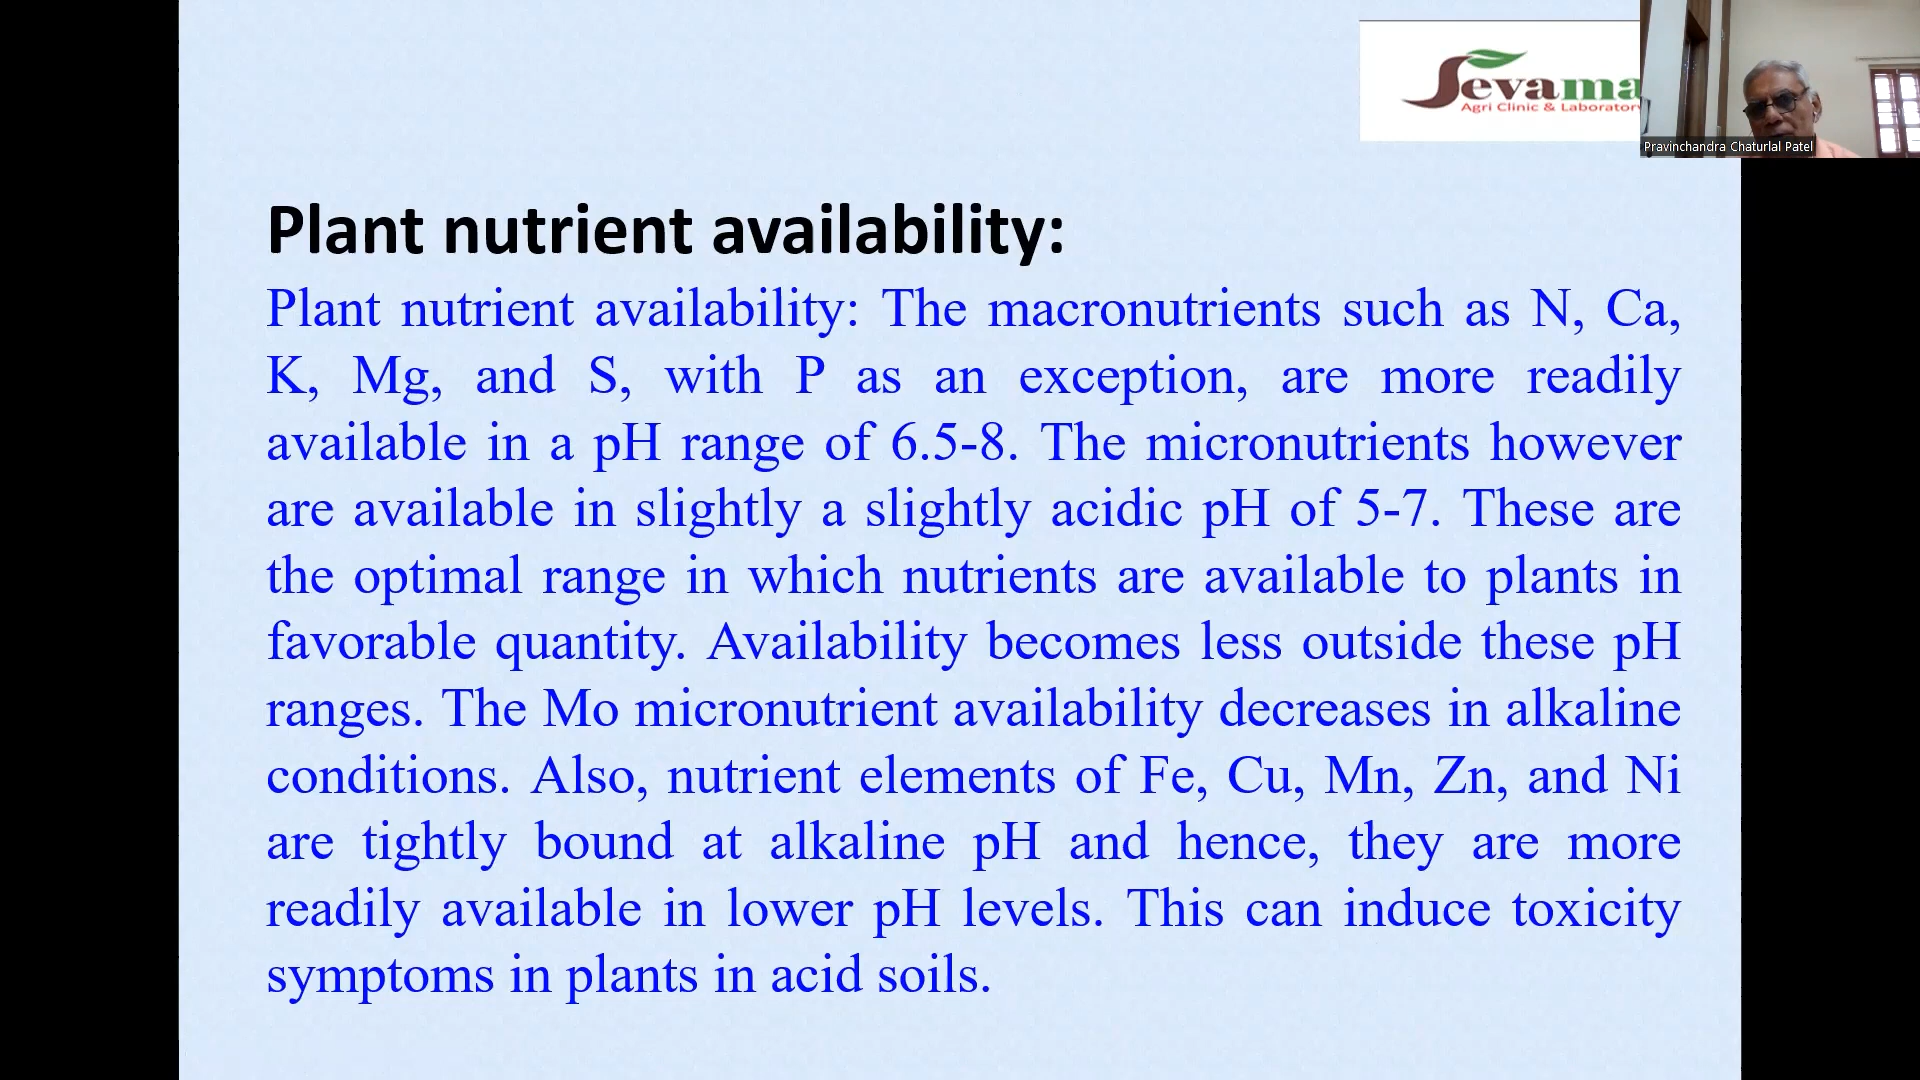 Sevama
Agri Clinic & Laboratory
Pravinchandra Chaturlal Patel
Plant nutrient availability:
Plant nutrient availability: The macronutrients such as N, Ca,
K, Mg, and S, with P as an exception, are more readily
available in a pH range of 6.5-8. The micronutrients however
are available in slightly a slightly acidic pH of 5-7. These are
the optimal range in which nutrients are available to plants in
favorable quantity. Availability becomes less outside these pH
ranges. The Mo micronutrient availability decreases in alkaline
conditions. Also, nutrient elements of Fe, Cu, Mn, Zn, and Ni
are tightly bound at alkaline pH and hence, they are more
readily available in lower pH levels. This can induce toxicity
symptoms in plants in acid soils.